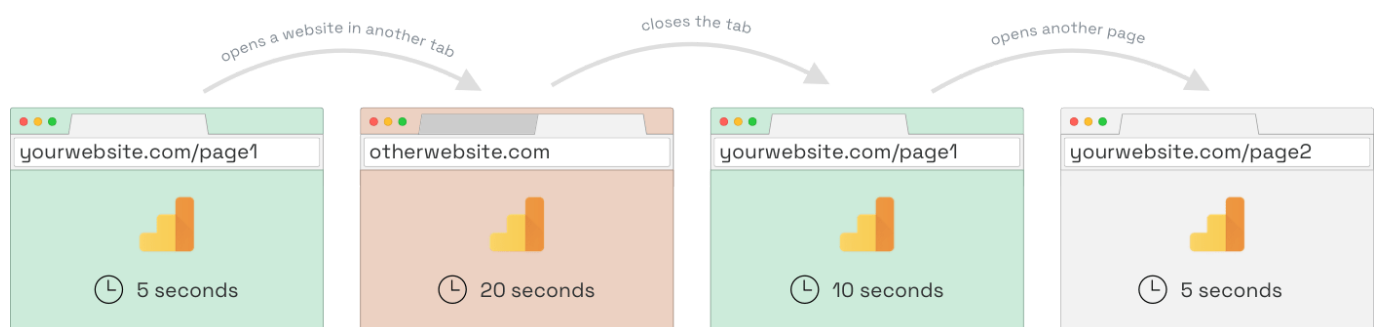 opens a website in another tab
closes the tab
opens another page
yourwebsite.com/page1
otherwebsite.com
yourwebsite.com/page1
yourwebsite.com/page2
5 seconds
20 seconds
10 seconds
5 seconds